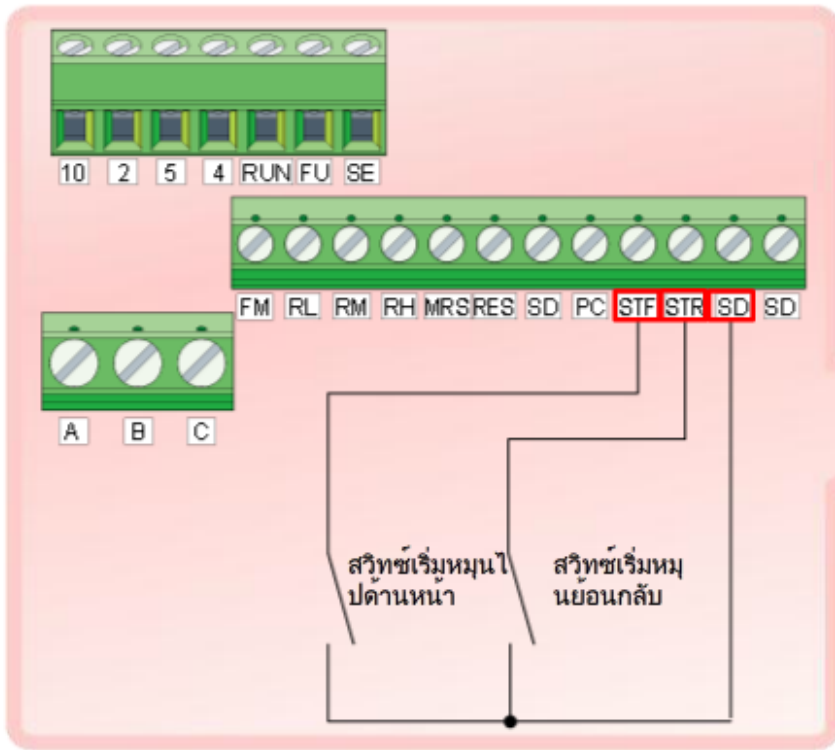 10 2 5 4 RUN FU SE
FM RL RM RH MRS RES SD PC STF STR SD SD
A B C
สวิทซ์เริ่มหมุนไ
ปด้านหน้า
สวิทซ์เริ่มหมุ
นย้อนกลับ